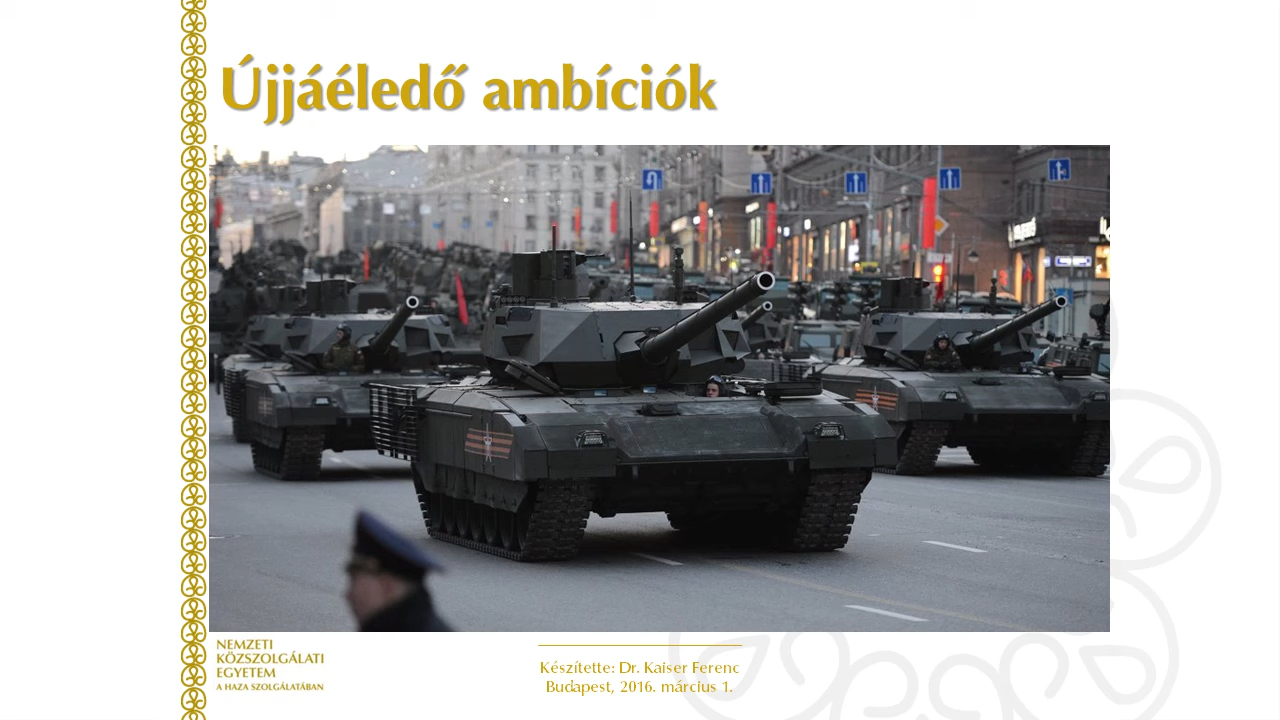 Újjáéledő ambíciók
NEMZETI
KÖZSZOLGÁLATI
EGYETEM
A HAZA SZOLGÁLATÁBAN
Készítette: Dr. Kaiser Ferenc
Budapest, 2016. március 1.